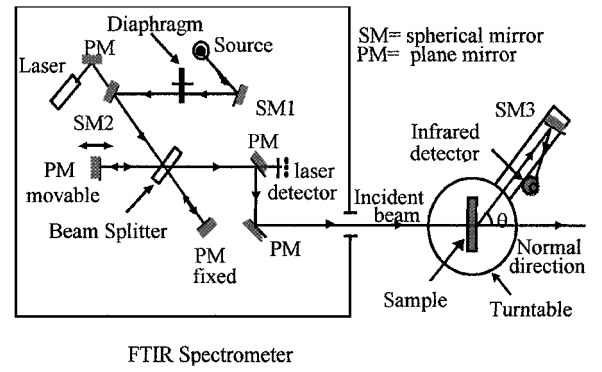 Diaphragm
PM
Source
Laser
SM1
SM2
PM
PM
movable
laser
detector
Beam Splitter
PM
fixed
PM
SM= spherical mirror
PM= plane mirror
SM3
Infrared
detector
Incident
beam
θ
Normal
direction
Sample
Turntable
FTIR Spectrometer